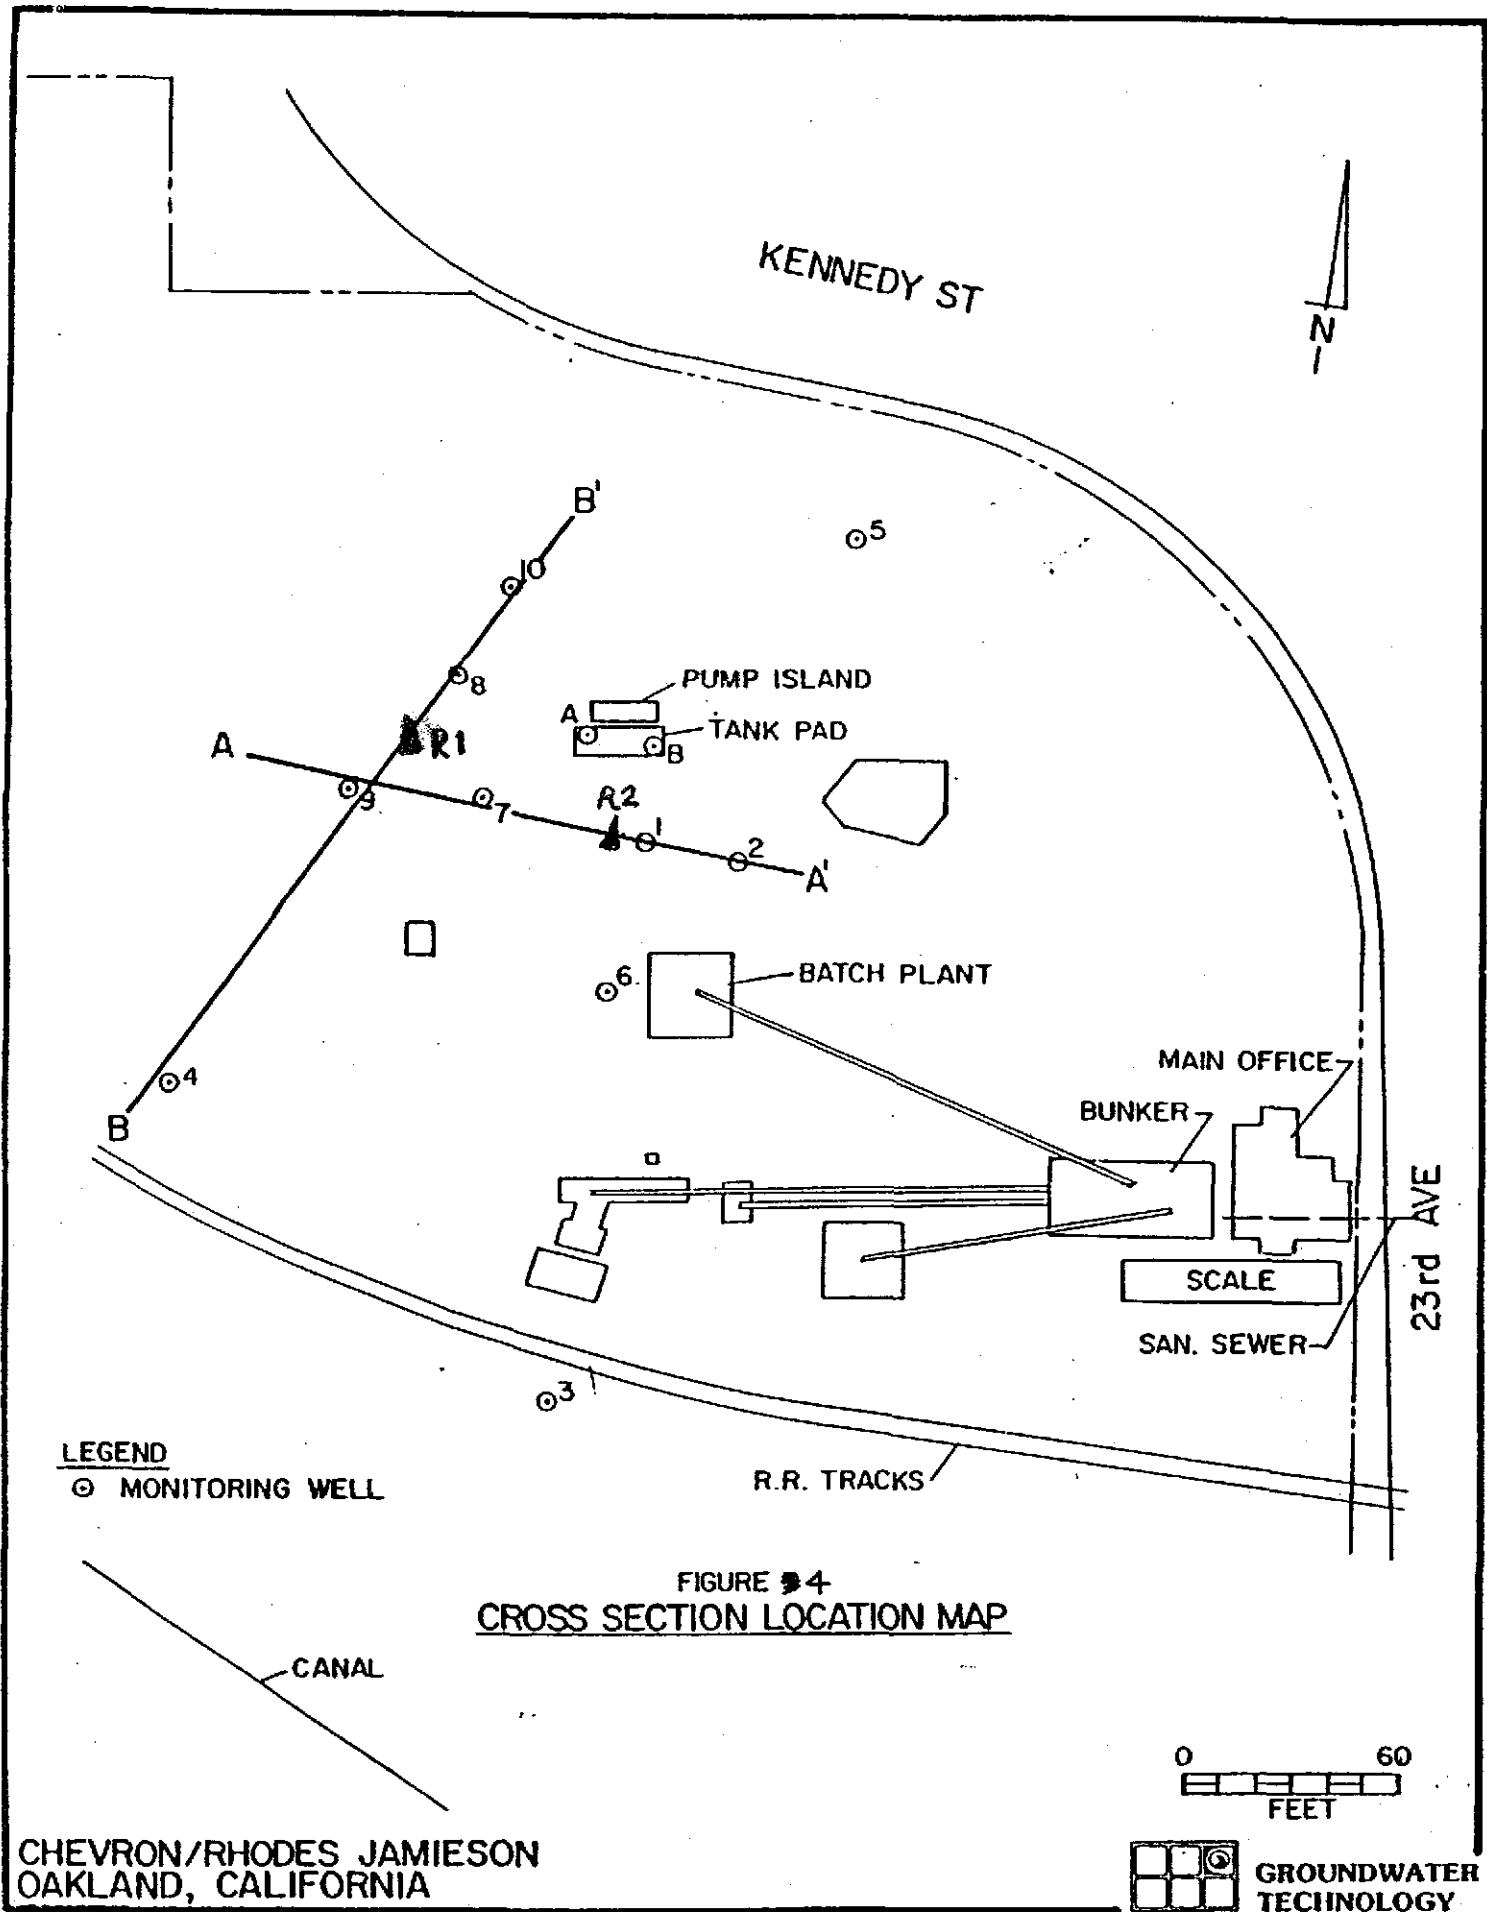 KENNEDY ST
N
B'
5
10
8
PUMP ISLAND
A
TANK PAD
B
A
R1
9
7
R2
1
2
A'
6
BATCH PLANT
4
B
MAIN OFFICE
BUNKER
23rd AVE
SCALE
SAN. SEWER
3
LEGEND
MONITORING WELL
R.R. TRACKS
FIGURE 4
CROSS SECTION LOCATION MAP
CANAL
0 60
FEET
CHEVRON/RHODES JAMIESON
OAKLAND, CALIFORNIA
GROUNDWATER
TECHNOLOGY